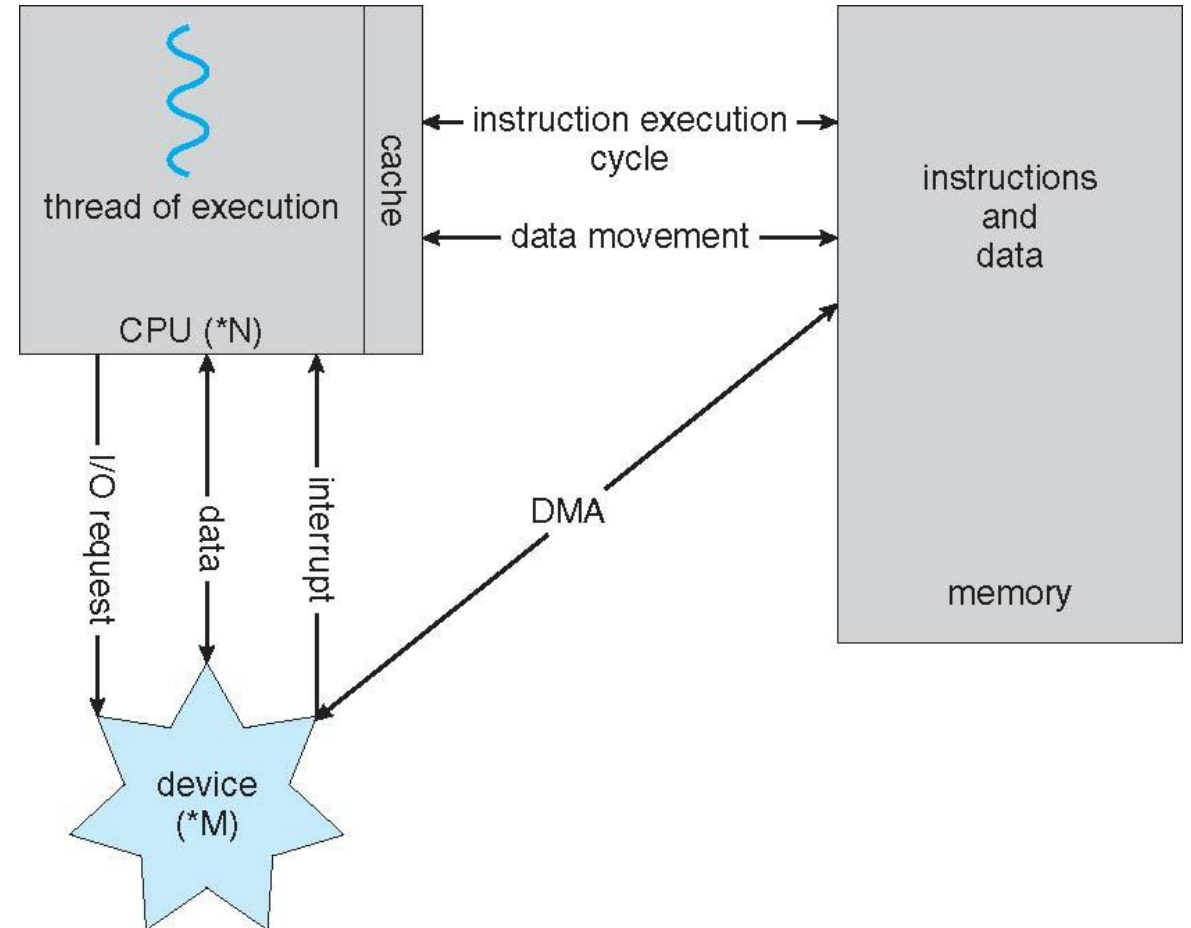 thread of execution
cache
CPU (*N)
instruction execution
cycle
data movement
instructions
and
data
memory
I/O request
data
interrupt
DMA
device
(*M)